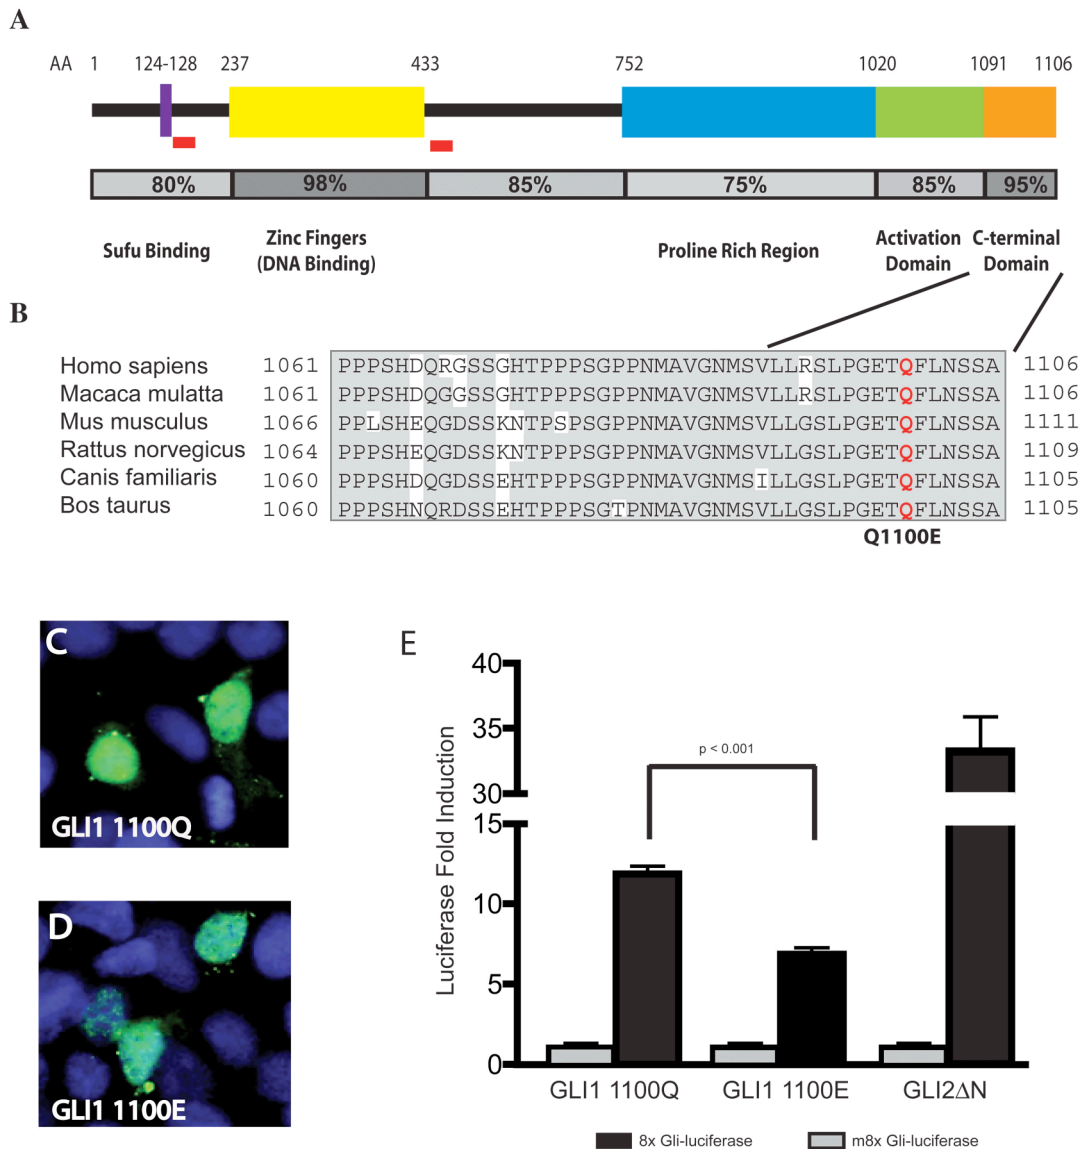 A
AA 1 124-128 237 433 752 1020 1091 1106
80% 98% 85% 75% 85% 95%
Sufu Binding
Zinc Fingers
(DNA Binding)
Proline Rich Region
Activation
Domain
C-terminal
Domain
B
Homo sapiens 1061 PPPSHDQRGSSGHTPPPSGPPNMAVGNMSVLLRSLPGETQFLNSSA 1106
Macaca mulatta 1061 PPPSHDQGGSSGHTPPPSGPPNMAVGNMSVLLRSLPGETQFLNSSA 1106
Mus musculus 1066 PPLSHEQGDSSKNTPSPSGPPNMAVGNMSVLLGSLPGETQFLNSSA 1111
Rattus norvegicus 1064 PPPSHEQGDSSKNTPPPSGPPNMAVGNMSVLLGSLPGETQFLNSSA 1109
Canis familiaris 1060 PPPSHDQGDSSEHTPPPSGPPNMAVGNMSILLGSLPGETQFLNSSA 1105
Bos taurus 1060 PPPSHNQRDSSEHTPPPSGTPNMAVGNMSVLLGSLPGETQFLNSSA 1105
Q1100E
C
GLI1 1100Q
D
GLI1 1100E
E
Luciferase Fold Induction
40
35
30
15
10
5
0
p < 0.001
GLI1 1100Q GLI1 1100E GLI2ΔN
8x Gli-luciferase m8x Gli-luciferase